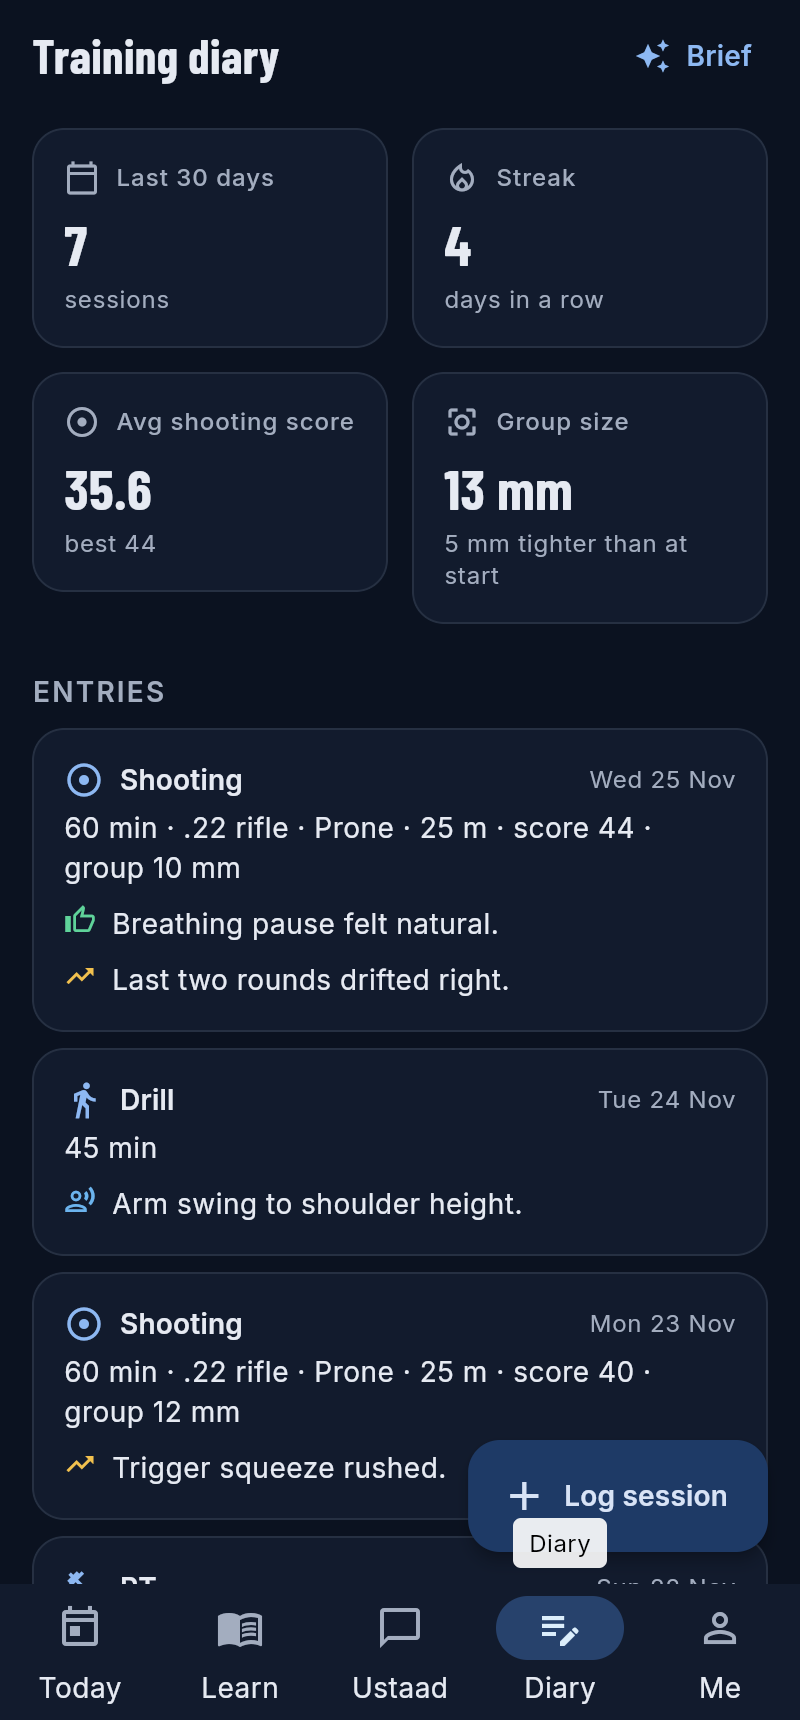 Training diary
Brief
Last 30 days
7
sessions
Streak
4
days in a row
Avg shooting score
35.6
best 44
Group size
13 mm
5 mm tighter than at
start
ENTRIES
Shooting
Wed 25 Nov
60 min · .22 rifle · Prone · 25 m · score 44 ·
group 10 mm
Breathing pause felt natural.
Last two rounds drifted right.
Drill
Tue 24 Nov
45 min
Arm swing to shoulder height.
Shooting
Mon 23 Nov
60 min · .22 rifle · Prone · 25 m · score 40 ·
group 12 mm
Trigger squeeze rushed.
Log session
Diary
PT
Sun 22 Nov
Today
Learn
Ustaad
Diary
Me